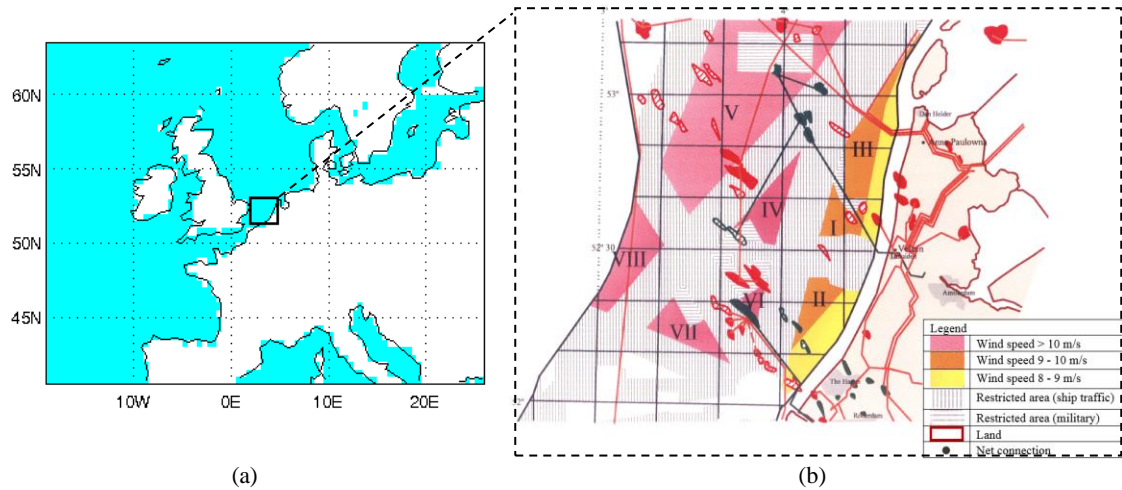 60N
55N
50N
45N
10W
0E
10E
20E
(a)
53°
V
III
Den Helder
Anna Paulowna
IV
I
52° 30
VIII
Velsen
VI
II
VII
Amsterdam
The Hague
Rotterdam
Legend
Wind speed > 10 m/s
Wind speed 9 - 10 m/s
Wind speed 8 - 9 m/s
Restricted area (ship traffic)
Restricted area (military)
Land
Net connection
(b)